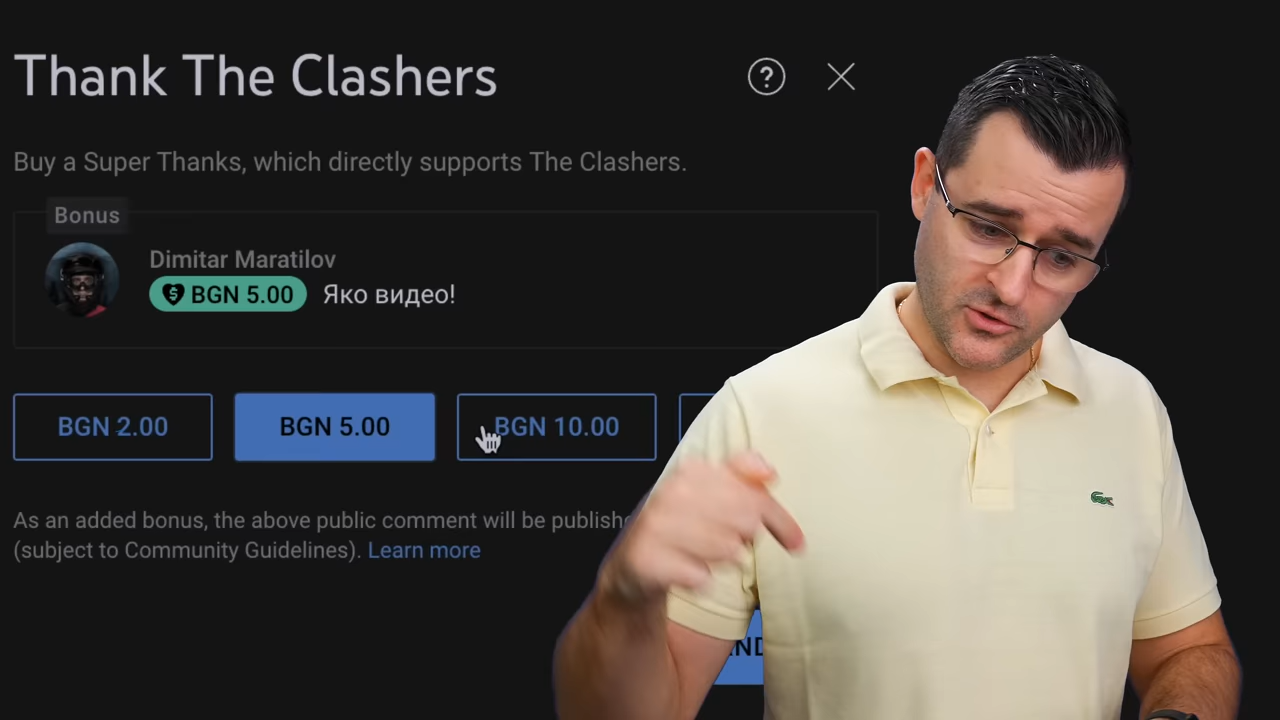 Thank The Clashers
Buy a Super Thanks, which directly supports The Clashers.
Bonus
Dimitar Maratilov
BGN 5.00 Яко видео!
BGN 2.00 BGN 5.00 BGN 10.00
As an added bonus, the above public comment will be
(subject to Community Guidelines). Learn more